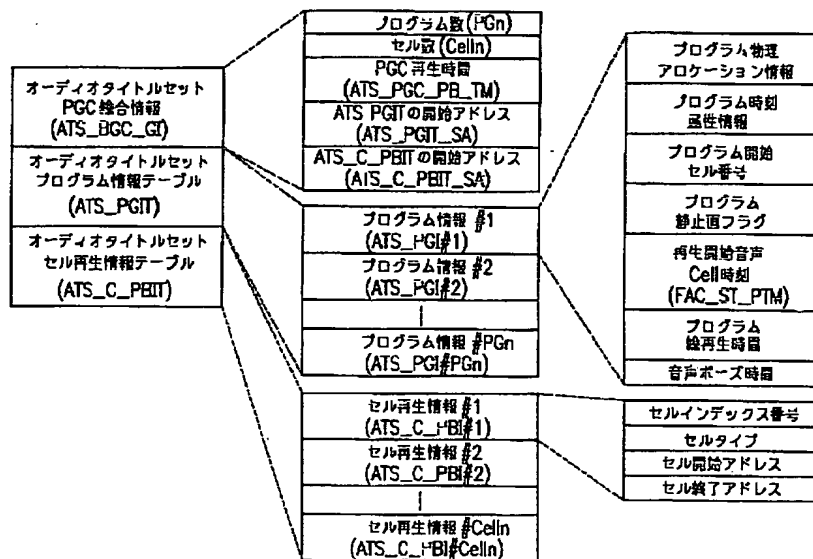 オーディオタイトルセット
PGC 総合情報
(ATS_BGC_GI)
オーディオタイトルセット
プログラム情報テーブル
(ATS_PGIT)
オーディオタイトルセット
セル再生情報テーブル
(ATS_C_PBIT)
プログラム数 (PGn)
セル数 (Celln)
PGC 再生時間
(ATS_PGC_PB_TM)
ATS PGITの開始アドレス
(ATS_PGIT_SA)
ATS_C_PBITの開始アドレス
(ATS_C_PBIT_SA)
プログラム情報 #1
(ATS_PGI#1)
プログラム情報 #2
(ATS_PGI#2)
プログラム情報 #PGn
(ATS_PGI#PGn)
セル再生情報 #1
(ATS_C_PBI#1)
セル再生情報 #2
(ATS_C_PBI#2)
セル再生情報 #Celln
(ATS_C_PBI#Celln)
プログラム物理
アロケーション情報
プログラム時刻
属性情報
プログラム開始
セル番号
プログラム
静止画フラグ
再生開始音声
Cell時刻
(FAC_ST_PTM)
プログラム
総再生時間
音声ポーズ時間
セルインデックス番号
セルタイプ
セル開始アドレス
セル終了アドレス